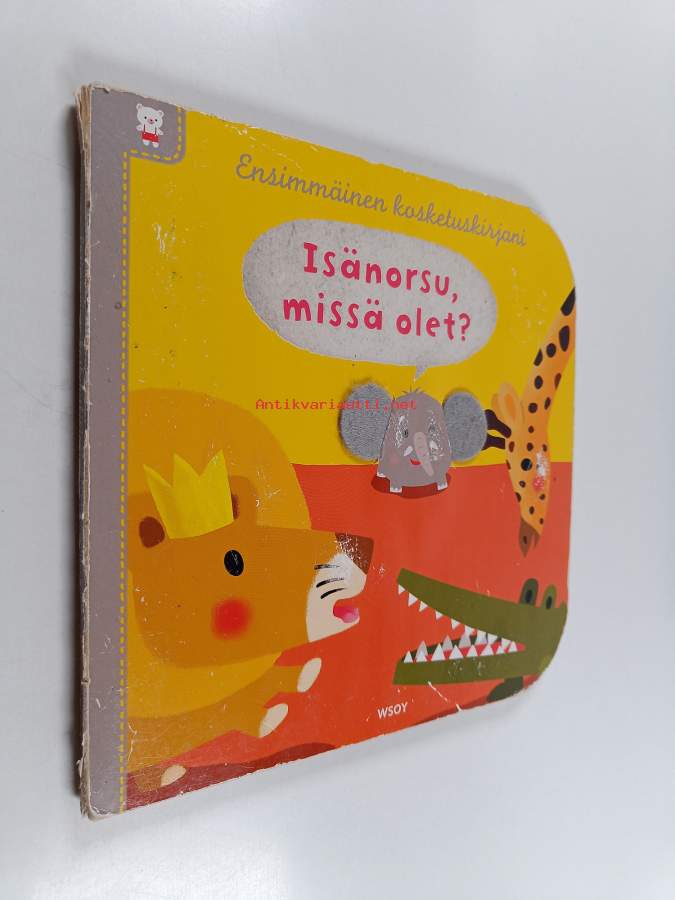 Ensimmäinen kosketuskirjani
Isänorsu,
missä olet?
Antikvariaatti.net
WSOY